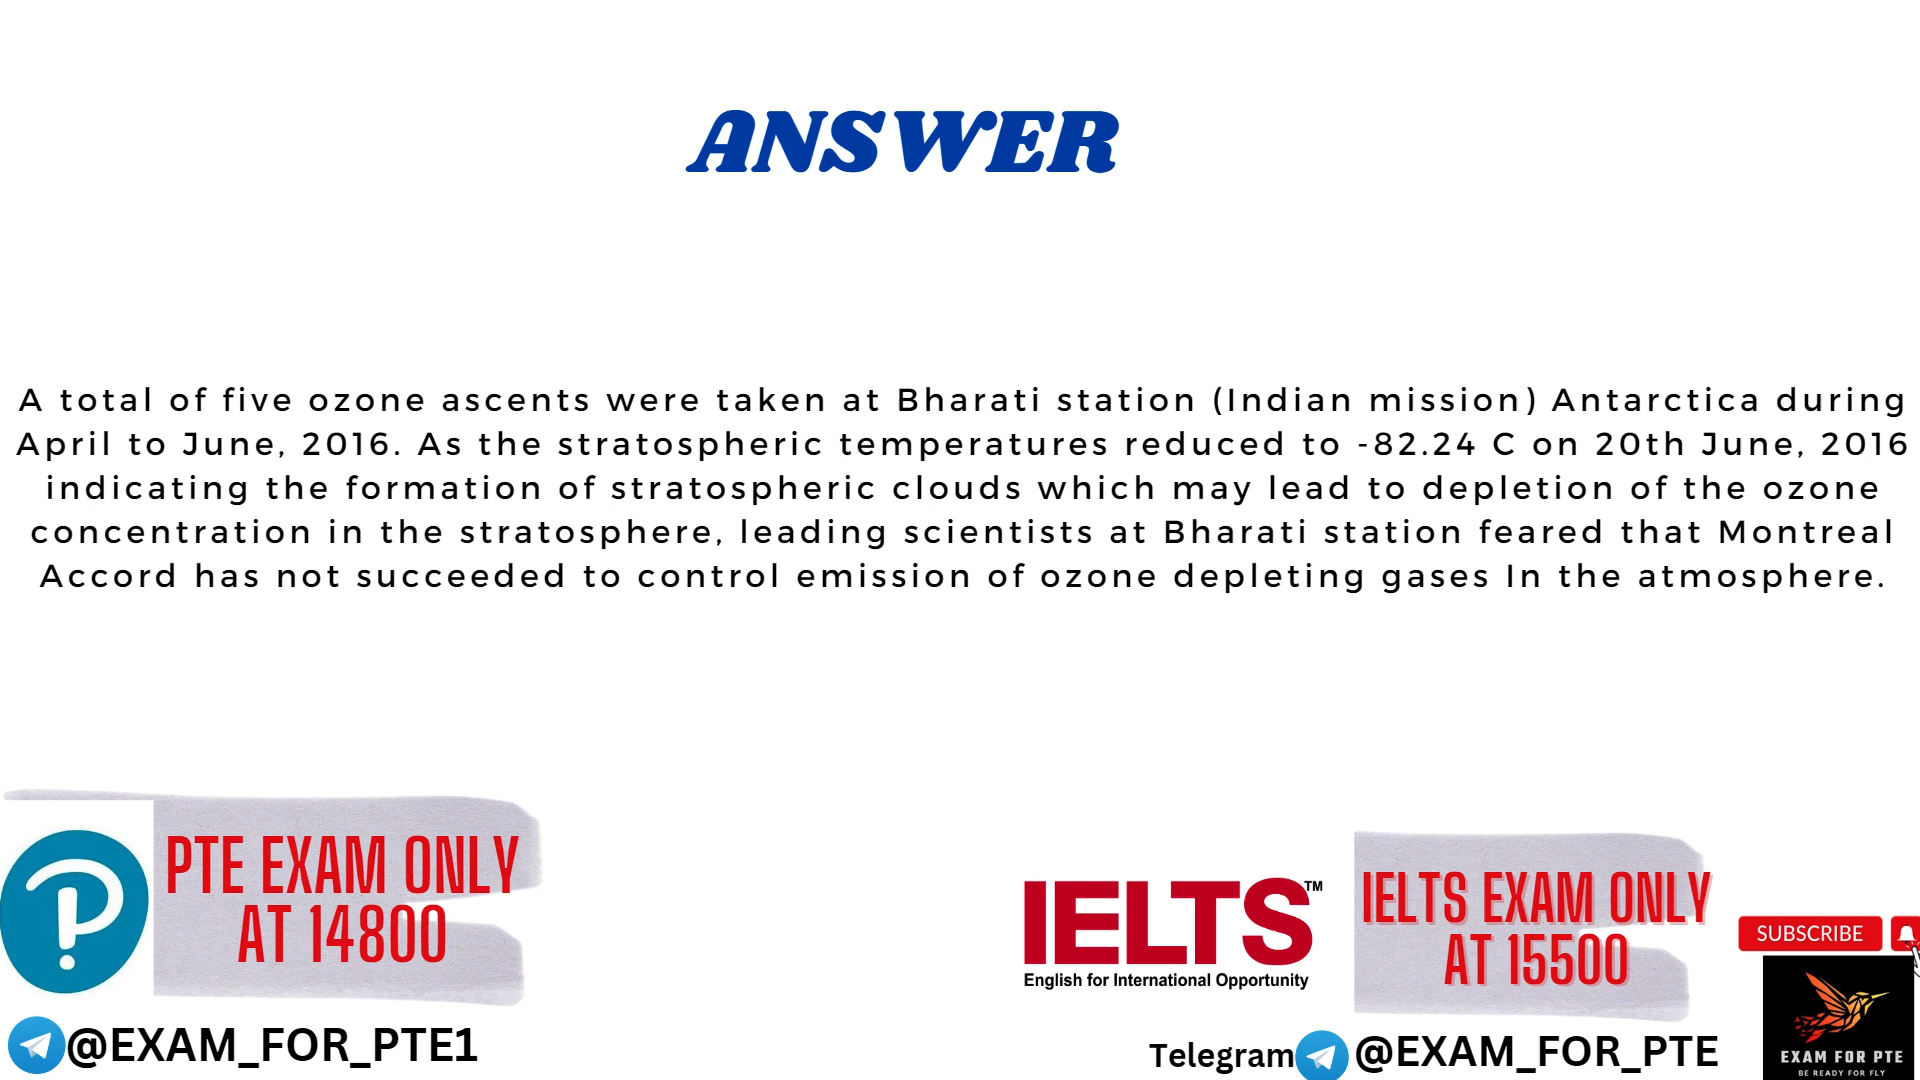 ANSWER
A total of five ozone ascents were taken at Bharati station (Indian mission) Antarctica during
April to June, 2016. As the stratospheric temperatures reduced to -82.24 C on 20th June, 2016
indicating the formation of stratospheric clouds which may lead to depletion of the ozone
concentration in the stratosphere, leading scientists at Bharati station feared that Montreal
Accord has not succeeded to control emission of ozone depleting gases In the atmosphere.
PTE EXAM ONLY
AT 14800
@EXAM_FOR_PTE1
IELTS™
English for International Opportunity
IELTS EXAM ONLY
AT 15500
Telegram @EXAM_FOR_PTE
SUBSCRIBE
EXAM FOR PTE
BE READY FOR FLY